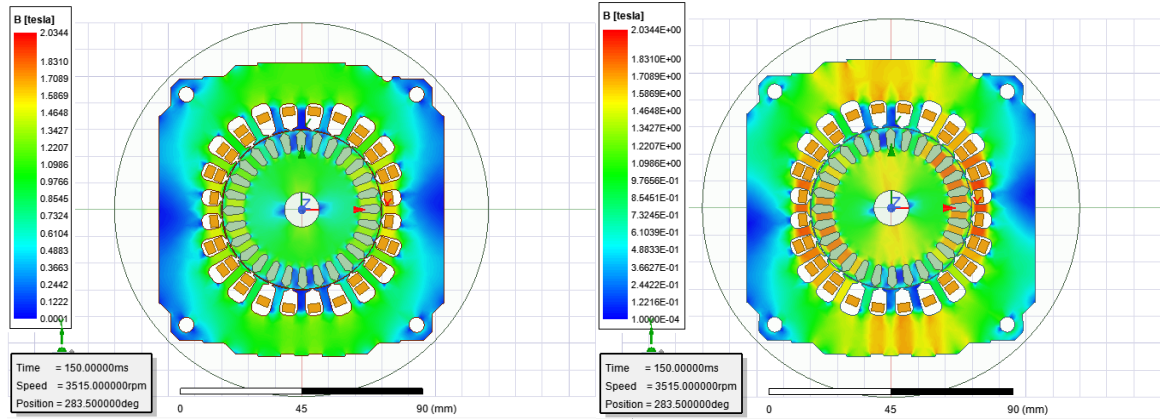 B [tesla]
2.0344
1.8310
1.7089
1.5869
1.4648
1.3427
1.2207
1.0986
0.9766
0.8545
0.7324
0.6104
0.4883
0.3663
0.2442
0.1222
0.0001
Z
Time = 150.00000ms
Speed = 3515.000000rpm
Position = 283.500000deg
0 45 90 (mm)
B [tesla]
2.0344E+00
1.8310E+00
1.7089E+00
1.5869E+00
1.4648E+00
1.3427E+00
1.2207E+00
1.0986E+00
9.7656E-01
8.5451E-01
7.3245E-01
6.1039E-01
4.8833E-01
3.6627E-01
2.4422E-01
1.2216E-01
1.0000E-04
Z
Time = 150.00000ms
Speed = 3515.000000rpm
Position = 283.500000deg
0 45 90 (mm)